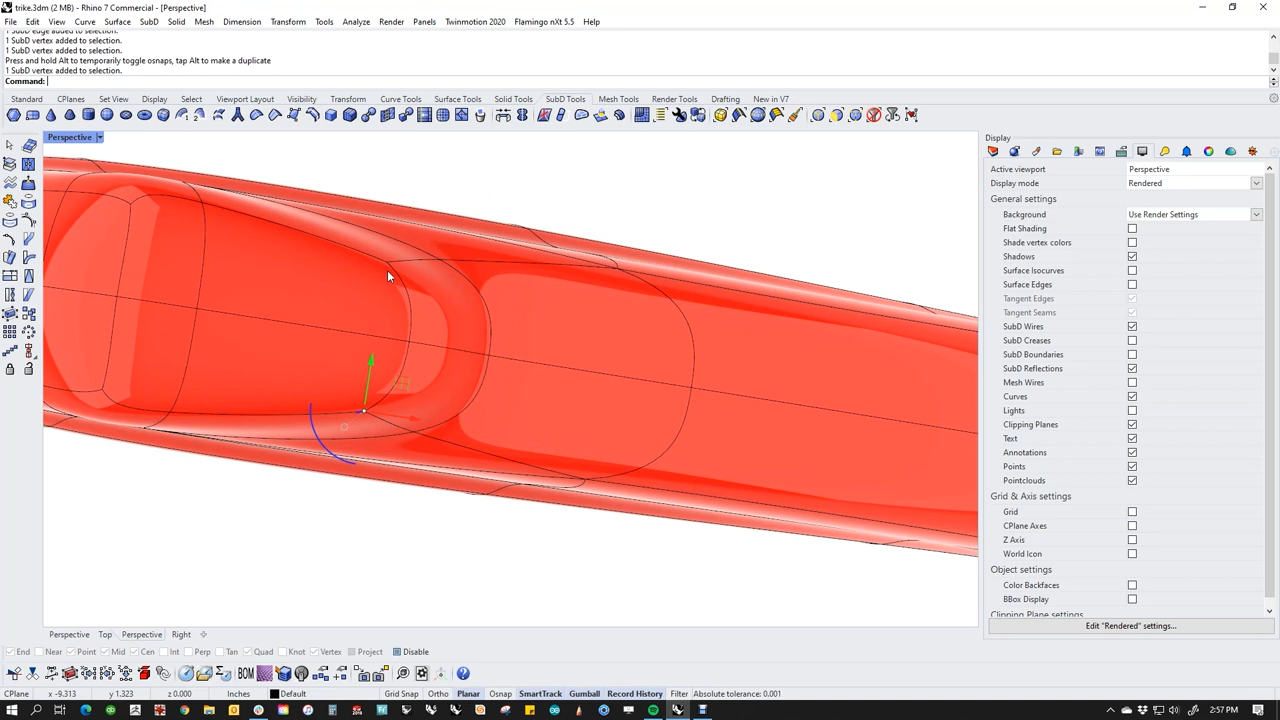 trike.3dm (2 MB) - Rhino 7 Commercial - [Perspective]
File Edit View Curve Surface SubD Solid Mesh Dimension Transform Tools Analyze Render Panels Twinmotion 2020 Flamingo nXt 5.5 Help
1 SubD edge added to selection.
1 SubD vertex added to selection.
1 SubD vertex added to selection.
Press and hold Alt to temporarily toggle osnaps, tap Alt to make a duplicate
1 SubD vertex added to selection.
Command:
Standard CPlanes Set View Display Select Viewport Layout Visibility Transform Curve Tools Surface Tools Solid Tools SubD Tools Mesh Tools Render Tools Drafting New in V7
Perspective
Display
Active viewport Perspective
Display mode Rendered
General settings
Background Use Render Settings
Flat Shading
Shade vertex colors
Shadows
Surface Isocurves
Surface Edges
Tangent Edges
Tangent Seams
SubD Wires
SubD Creases
SubD Boundaries
SubD Reflections
Mesh Wires
Curves
Lights
Clipping Planes
Text
Annotations
Points
Pointclouds
Grid & Axis settings
Grid
CPlane Axes
Z Axis
World Icon
Object settings
Color Backfaces
BBox Display
Clipping Plane settings
Edit "Rendered" settings...
Perspective Top Perspective Right
End Near Point Mid Cen Int Perp Tan Quad Knot Vertex Project Disable
BOM
CPlane x -9.313 y 1.323 z 0.000 Inches Default Grid Snap Ortho Planar Osnap SmartTrack Gumball Record History Filter Absolute tolerance: 0.001
2:57 PM